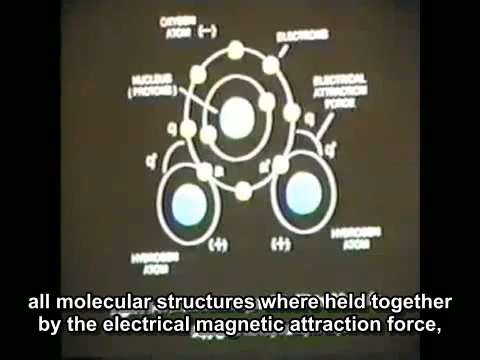 OXYGEN
ATOM (—)
ELECTRONS
NUCLEUS
(PROTONS)
ELECTRICAL
ATTRACTION
FORCE
q
q
q'
q'
HYDROGEN
ATOM
(+)
(+)
HYDROGEN
ATOM
all molecular structures where held together
by the electrical magnetic attraction force,